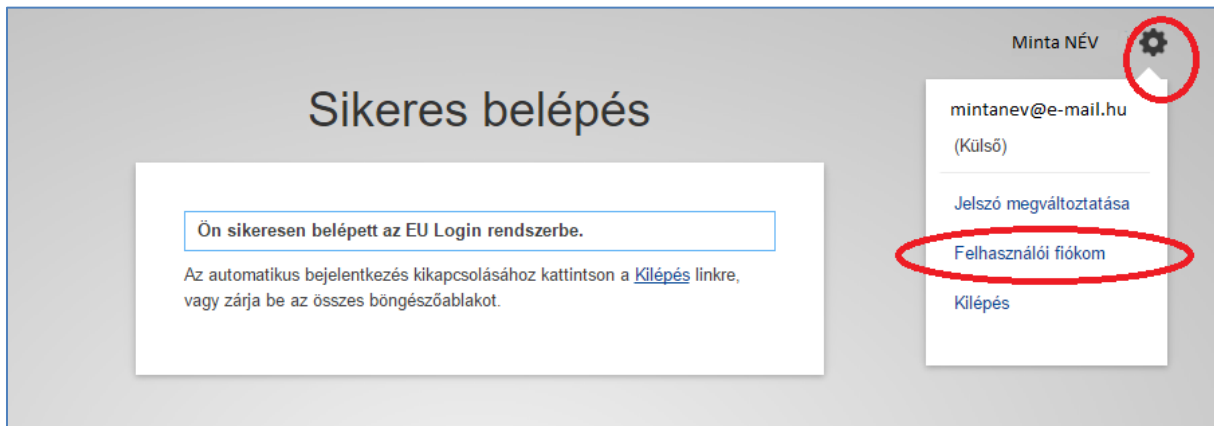 Minta NÉV
Sikeres belépés
mintanev@e-mail.hu
(Külső)
Ön sikeresen belépett az EU Login rendszerbe.
Az automatikus bejelentkezés kikapcsolásához kattintson a Kilépés linkre,
vagy zárja be az összes böngészőablakot.
Jelszó megváltoztatása
Felhasználói fiókom
Kilépés